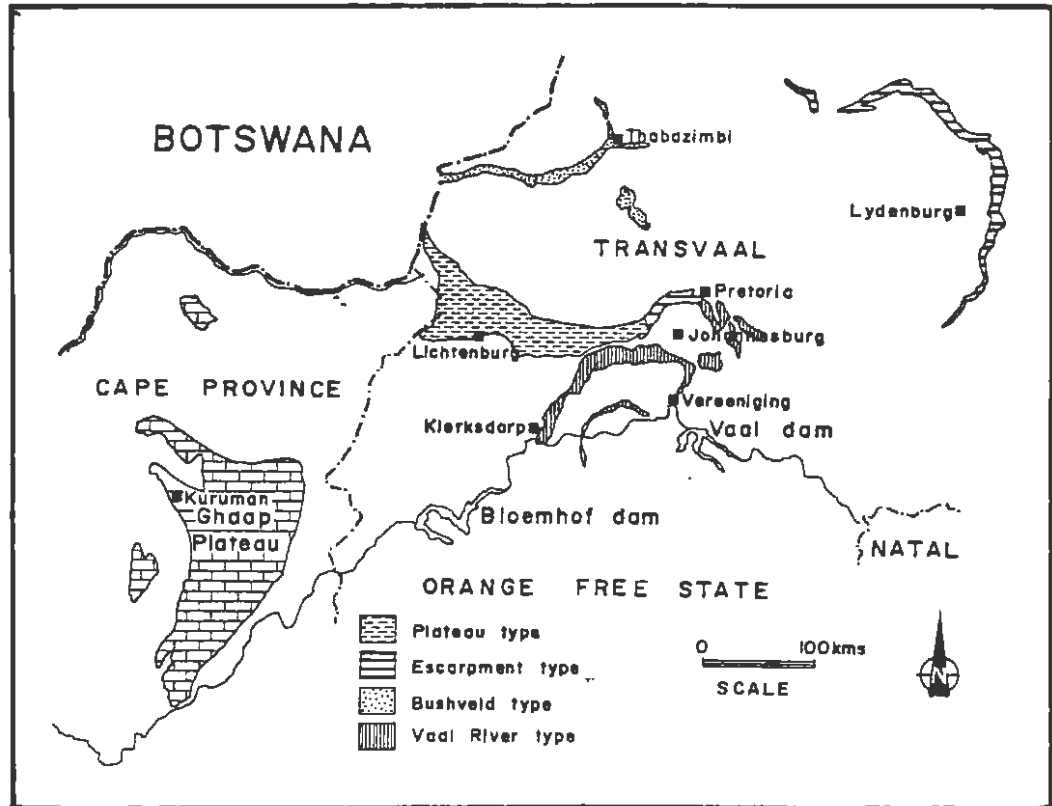 BOTSWANA
Thabazimbi
Lydenburg
TRANSVAAL
Pretoria
Johannesburg
Lichtenburg
CAPE PROVINCE
Vereeniging
Klerksdorp
Vaal dam
Kuruman
Ghaap
Plateau
Bloemhof dam
NATAL
ORANGE FREE STATE
Plateau type
Escarpment type
Bushveld type
Vaal River type
0 100kms
SCALE
N